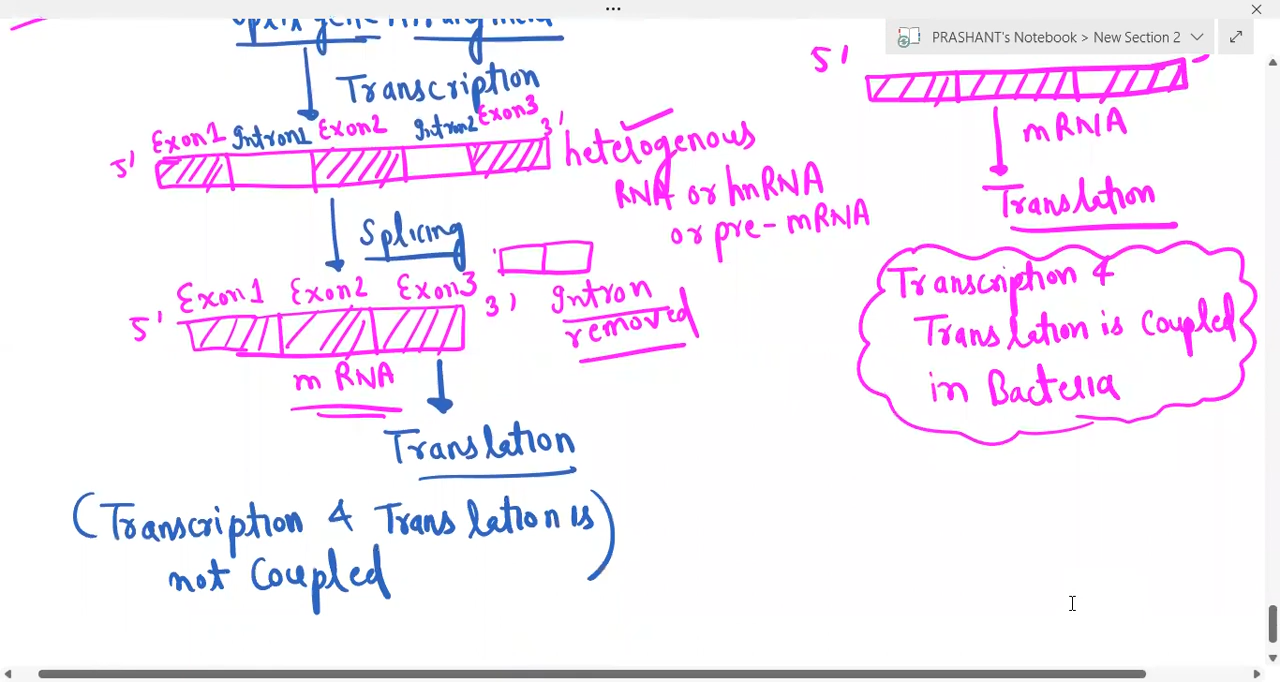 PRASHANT's Notebook > New Section 2
Split gene
Transcription
Exon1 Intron1 Exon2 Intron2 Exon3
5' 3'
heterogenous
RNA or hnRNA
or pre-mRNA
Splicing
Exon1 Exon2 Exon3
5' 3'
Intron
removed
mRNA
Translation
(Transcription & Translation is
not Coupled)
5'
mRNA
Translation
Transcription &
Translation is Coupled
in Bacteria